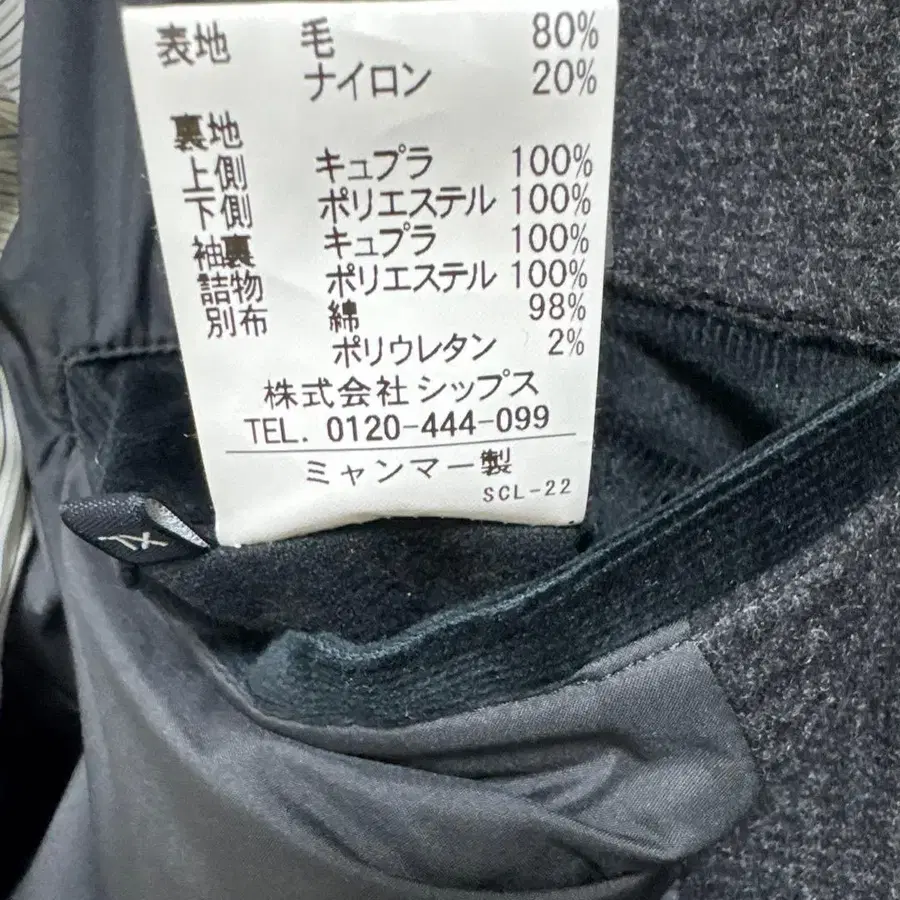 表地 毛 80%
ナイロン 20%
裏地
上側 キュプラ 100%
下側 ポリエステル 100%
袖裏 キュプラ 100%
詰物 ポリエステル 100%
別布 綿 98%
ポリウレタン 2%
株式会社 シップス
TEL. 0120-444-099
ミャンマー製
SCL-22